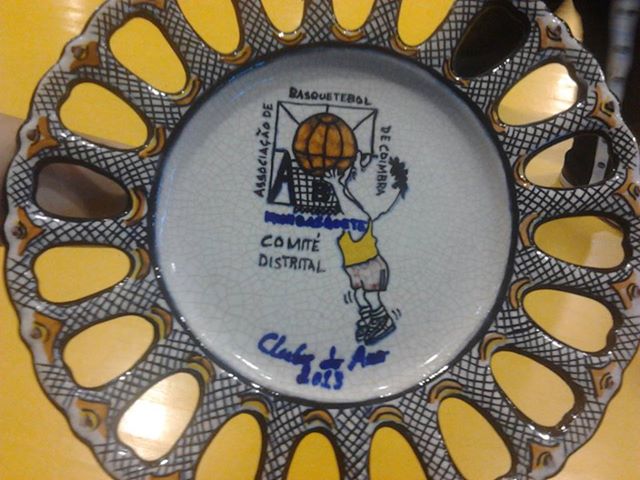 ASSOCIAÇÃO DE
BASQUETEBOL
DE COIMBRA
MINIBASQUETE
COMITÉ
DISTRITAL
Clube do Ano
2013